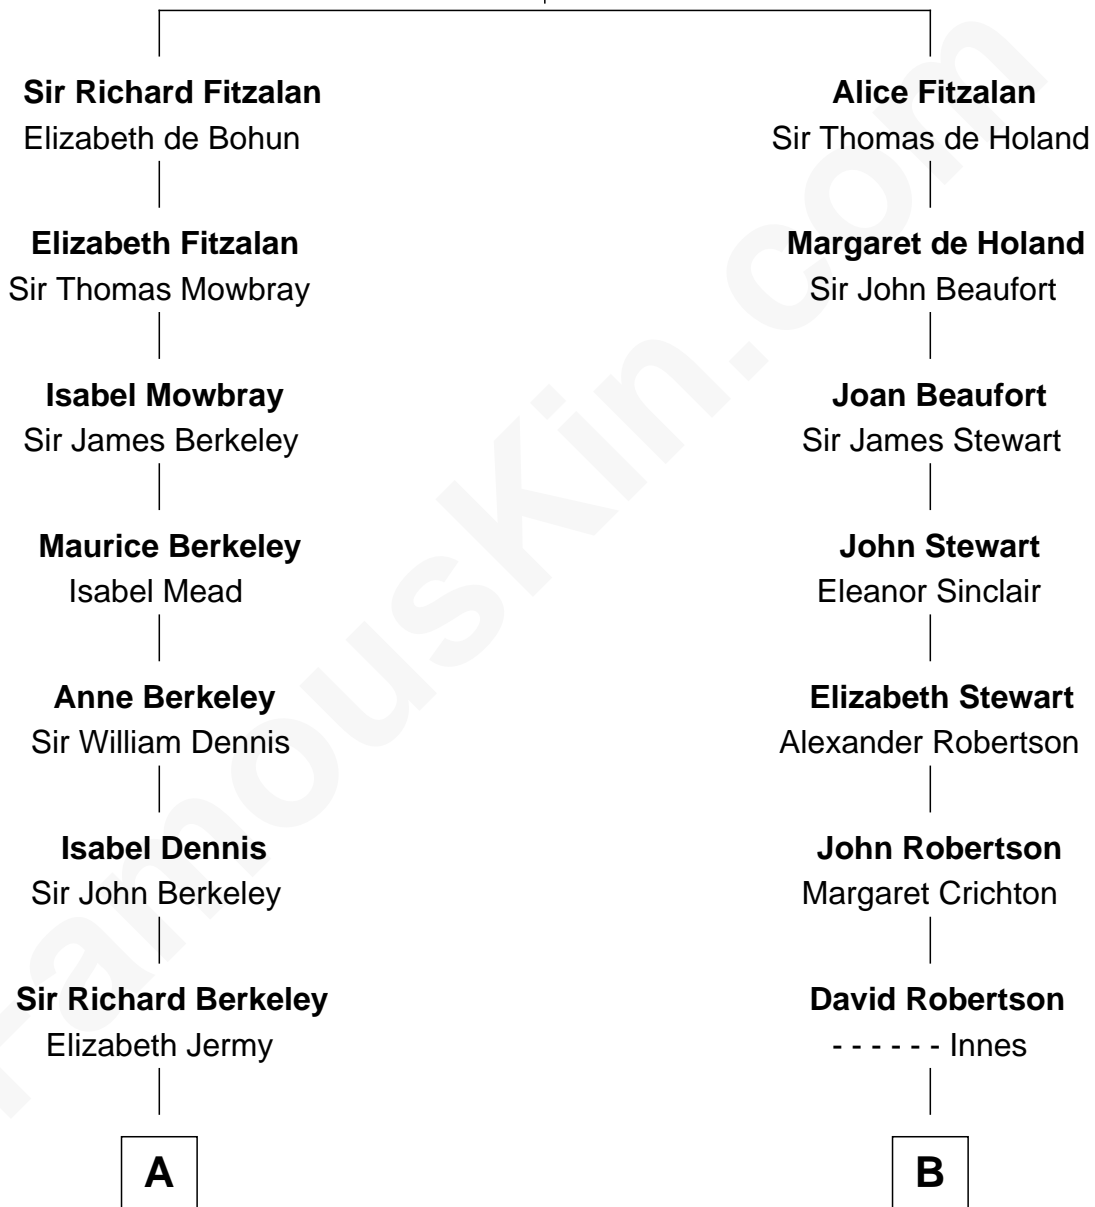 Sir Richard Fitzalan
Elizabeth de Bohun
Elizabeth Fitzalan
Sir Thomas Mowbray
Isabel Mowbray
Sir James Berkeley
Maurice Berkeley
Isabel Mead
Anne Berkeley
Sir William Dennis
Isabel Dennis
Sir John Berkeley
Sir Richard Berkeley
Elizabeth Jermy
A
Alice Fitzalan
Sir Thomas de Holand
Margaret de Holand
Sir John Beaufort
Joan Beaufort
Sir James Stewart
John Stewart
Eleanor Sinclair
Elizabeth Stewart
Alexander Robertson
John Robertson
Margaret Crichton
David Robertson
- - - - - - Innes
B
FamousKin.com